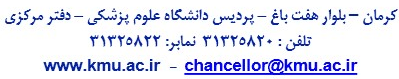 کرمان – بلوار هفت باغ – پردیس دانشگاه علوم پزشکی – دفتر مرکزی
تلفن : ۳۱۳۲۵۸۲۰ نمابر: ۳۱۳۲۵۸۲۲
www.kmu.ac.ir – chancellor@kmu.ac.ir